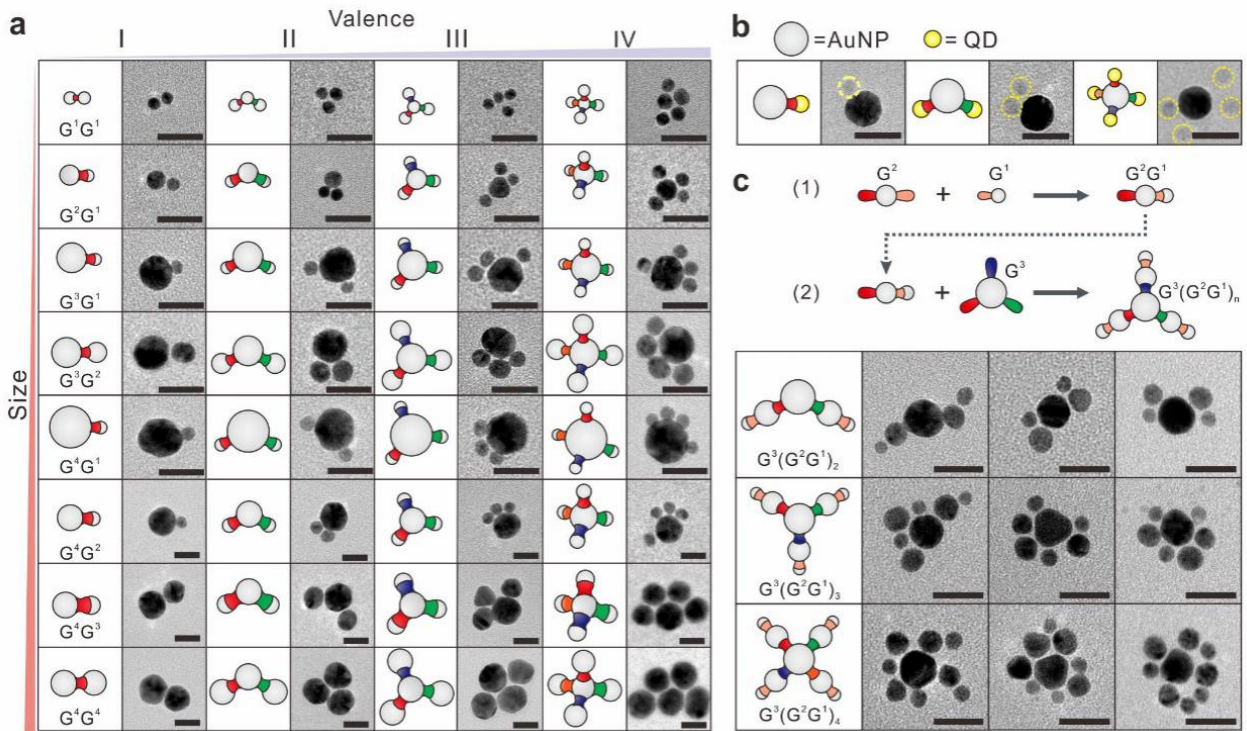 a
Valence
I II III IV
Size
G¹G¹
G²G¹
G³G¹
G³G²
G⁴G¹
G⁴G²
G⁴G³
G⁴G⁴
b
=AuNP =QD
c
(1) G² + G¹ G²G¹
(2) + G³ G³(G²G¹)ₙ
G³(G²G¹)₂
G³(G²G¹)₃
G³(G²G¹)₄